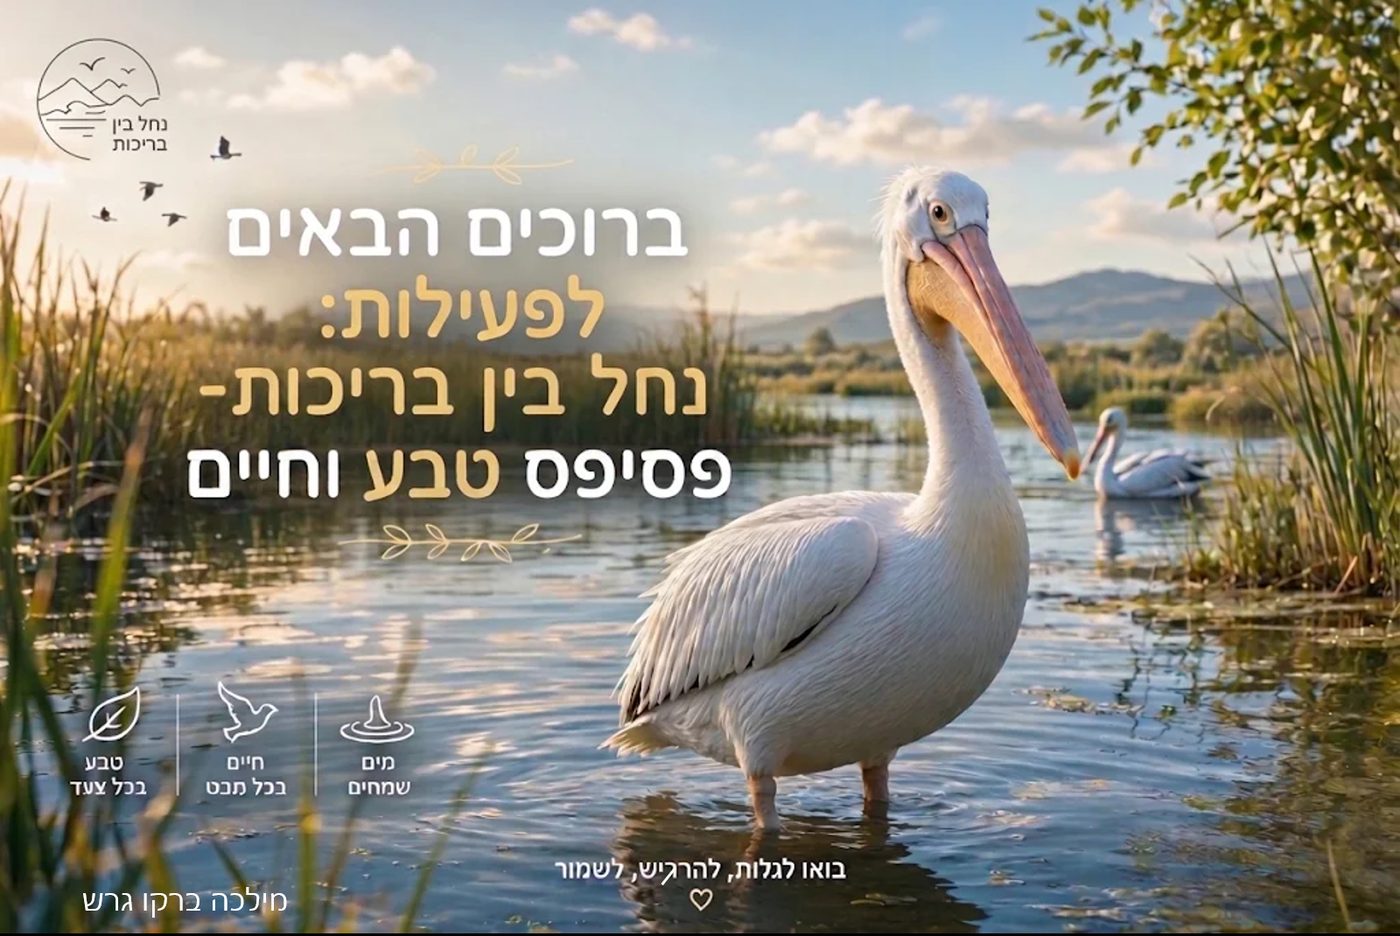 נחל בין
בריכות
ברוכים הבאים
לפעילות:
נחל בין בריכות-
פסיפס טבע וחיים
מים
שמחים
חיים
בכל מבט
טבע
בכל צעד
בואו לגלות, להרגיש, לשמור
מילכה ברקו גרש